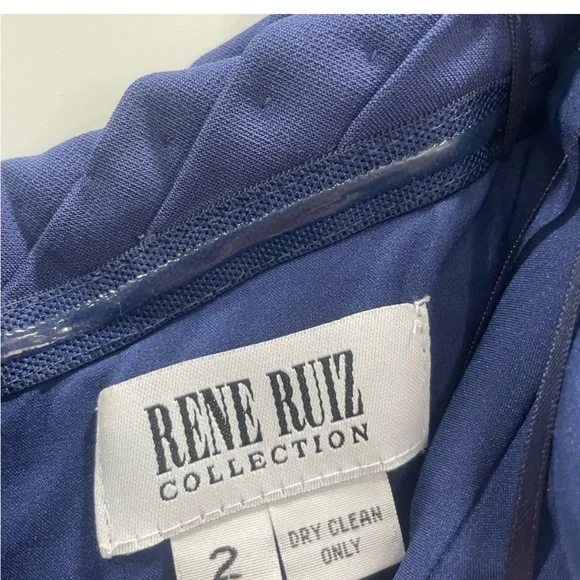 RENE RUIZ
COLLECTION
2
DRY CLEAN
ONLY